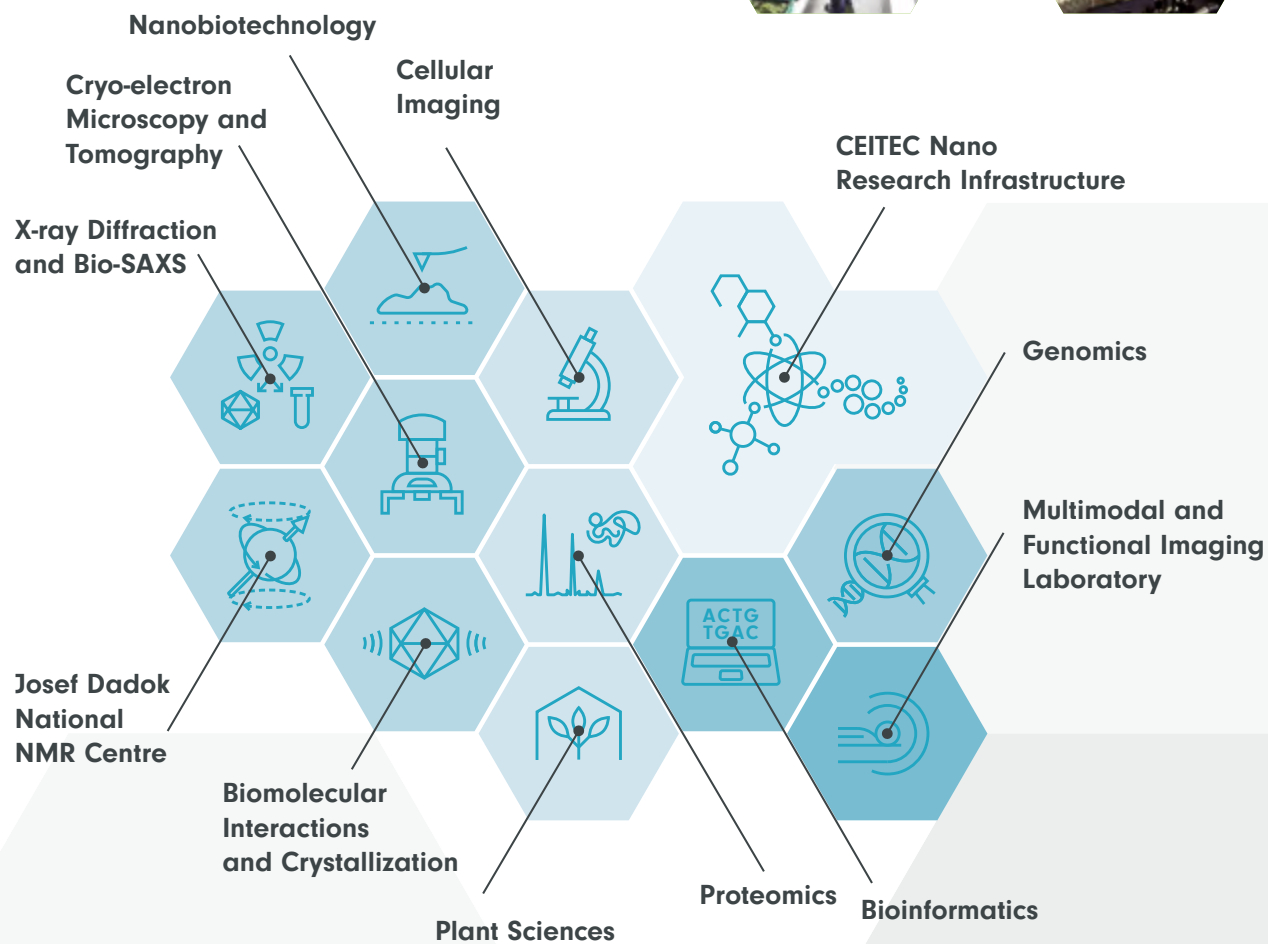 Nanobiotechnology
Cryo-electron
Microscopy and
Tomography
Cellular
Imaging
CEITEC Nano
Research Infrastructure
X-ray Diffraction
and Bio-SAXS
Genomics
Multimodal and
Functional Imaging
Laboratory
ACTG
TGAC
Josef Dadok
National
NMR Centre
Biomolecular
Interactions
and Crystallization
Proteomics
Bioinformatics
Plant Sciences